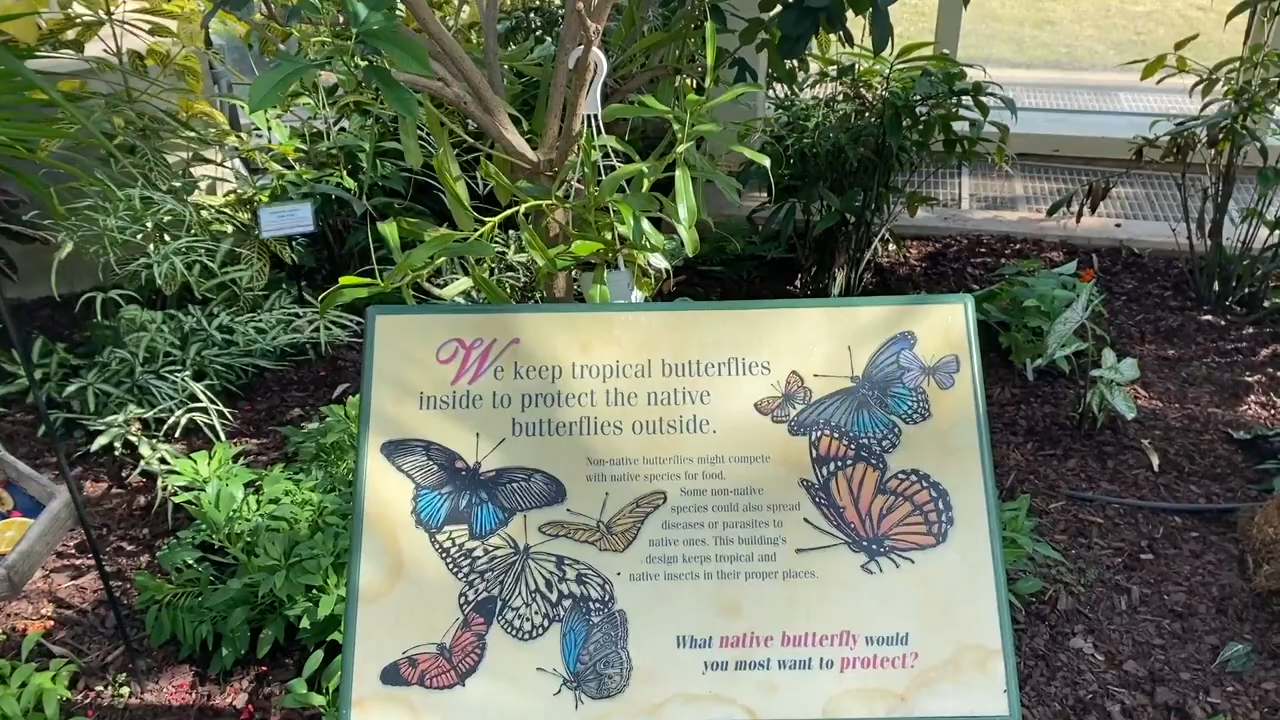 We keep tropical butterflies
inside to protect the native
butterflies outside.
Non-native butterflies might compete
with native species for food.
Some non-native
species could also spread
diseases or parasites to
native ones. This building's
design keeps tropical and
native insects in their proper places.
What native butterfly would
you most want to protect?